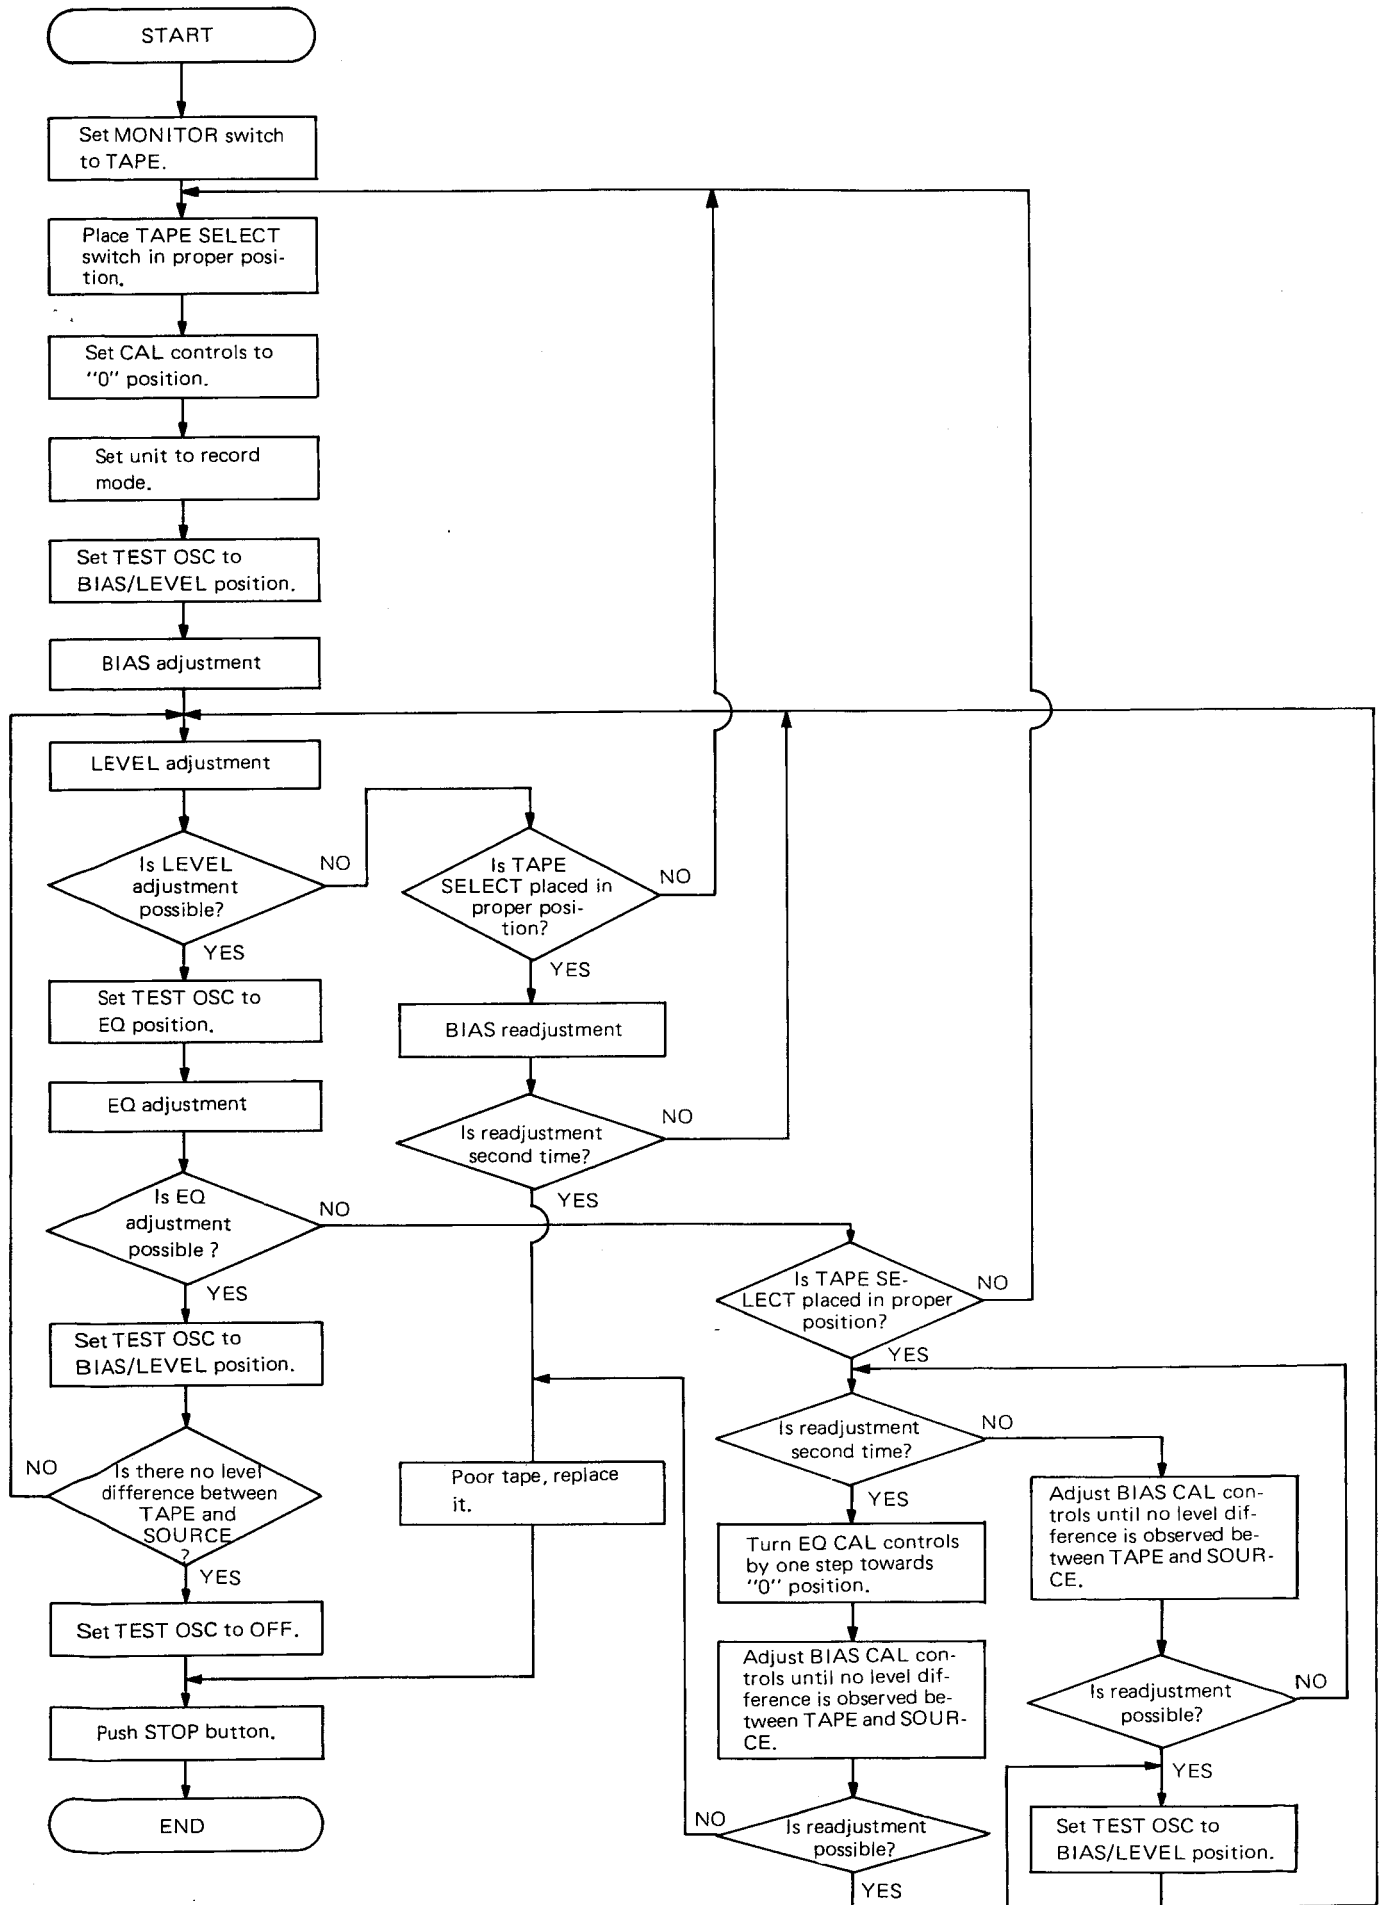 START
Set MONITOR switch
to TAPE.
Place TAPE SELECT
switch in proper posi-
tion.
Set CAL controls to
"0" position.
Set unit to record
mode.
Set TEST OSC to
BIAS/LEVEL position.
BIAS adjustment
LEVEL adjustment
Is LEVEL
adjustment
possible?
NO
YES
Is TAPE
SELECT placed in
proper posi-
tion?
NO
YES
Set TEST OSC to
EQ position.
BIAS readjustment
EQ adjustment
Is readjustment
second time?
NO
YES
Is EQ
adjustment
possible ?
NO
YES
Is TAPE SE-
LECT placed in proper
position?
NO
YES
Set TEST OSC to
BIAS/LEVEL position.
Is readjustment
second time?
NO
YES
Is there no level
difference between
TAPE and
SOURCE
?
NO
YES
Poor tape, replace
it.
Adjust BIAS CAL con-
trols until no level dif-
ference is observed be-
tween TAPE and SOUR-
CE.
Turn EQ CAL controls
by one step towards
"0" position.
Set TEST OSC to OFF.
Adjust BIAS CAL con-
trols until no level dif-
ference is observed be-
tween TAPE and SOUR-
CE.
Is readjustment
possible?
NO
YES
Push STOP button.
END
Is readjustment
possible?
NO
YES
Set TEST OSC to
BIAS/LEVEL position.